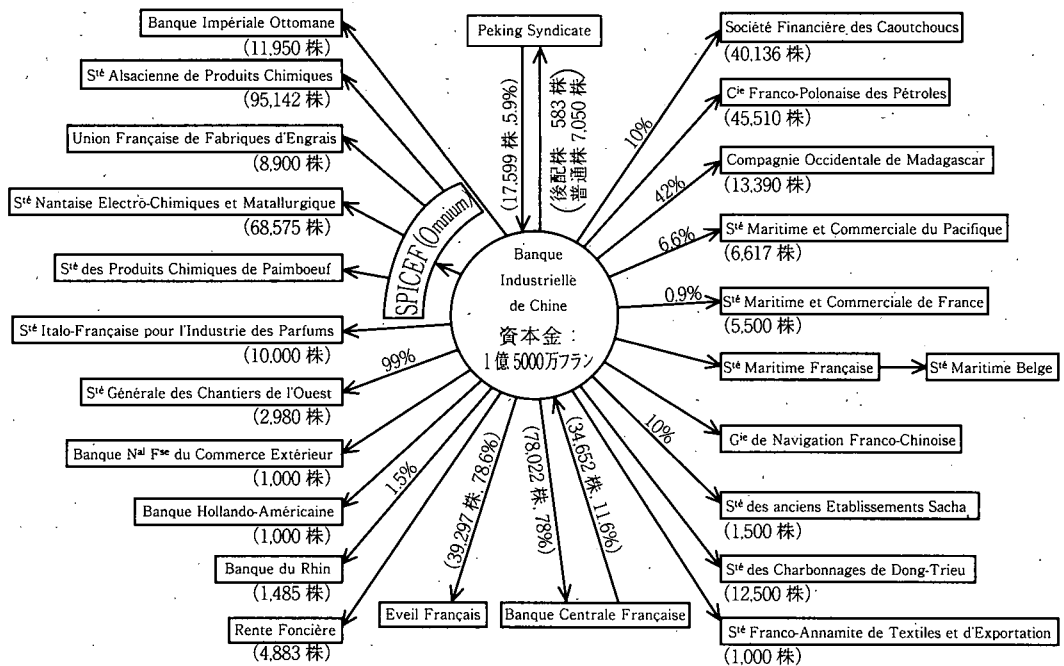 Banque Impériale Ottomane
(11,950 株)
Sté Alsacienne de Produits Chimiques
(95,142 株)
Union Française de Fabriques d'Engrais
(8,900 株)
Sté Nantaise Electro-Chimiques et Matallurgique
(68,575 株)
Sté des Produits Chimiques de Paimboeuf
Sté Italo-Française pour l'Industrie des Parfums
(10,000 株)
99%
Sté Générale des Chantiers de l'Ouest
(2,980 株)
Banque Nal Fse du Commerce Extérieur
(1,000 株)
Banque Hollando-Américaine
(1,000 株)
1.5%
Banque du Rhin
(1,485 株)
Rente Foncière
(4,883 株)
SPICEF (Omnium)
Peking Syndicate
(17,599 株 5.9%)
(後配株 583 株
普通株 7,050 株)
Banque
Industrielle
de Chine
資本金:
1億5000万フラン
(39,297 株, 78.6%)
(78,022 株, 78%)
(34,652 株, 11.6%)
Eveil Français
Banque Centrale Française
Société Financière des Caoutchoucs
(40,136 株)
10%
Cie Franco-Polonaise des Pétroles
(45,510 株)
Compagnie Occidentale de Madagascar
(13,390 株)
42%
Sté Maritime et Commerciale du Pacifique
(6,617 株)
6.6%
Sté Maritime et Commerciale de France
(5,500 株)
0.9%
Sté Maritime Française
Sté Maritime Belge
Gie de Navigation Franco-Chinoise
10%
Sté des anciens Etablissements Sacha
(1,500 株)
Sté des Charbonnages de Dong-Trieu
(12,500 株)
Sté Franco-Annamite de Textiles et d'Exportation
(1,000 株)